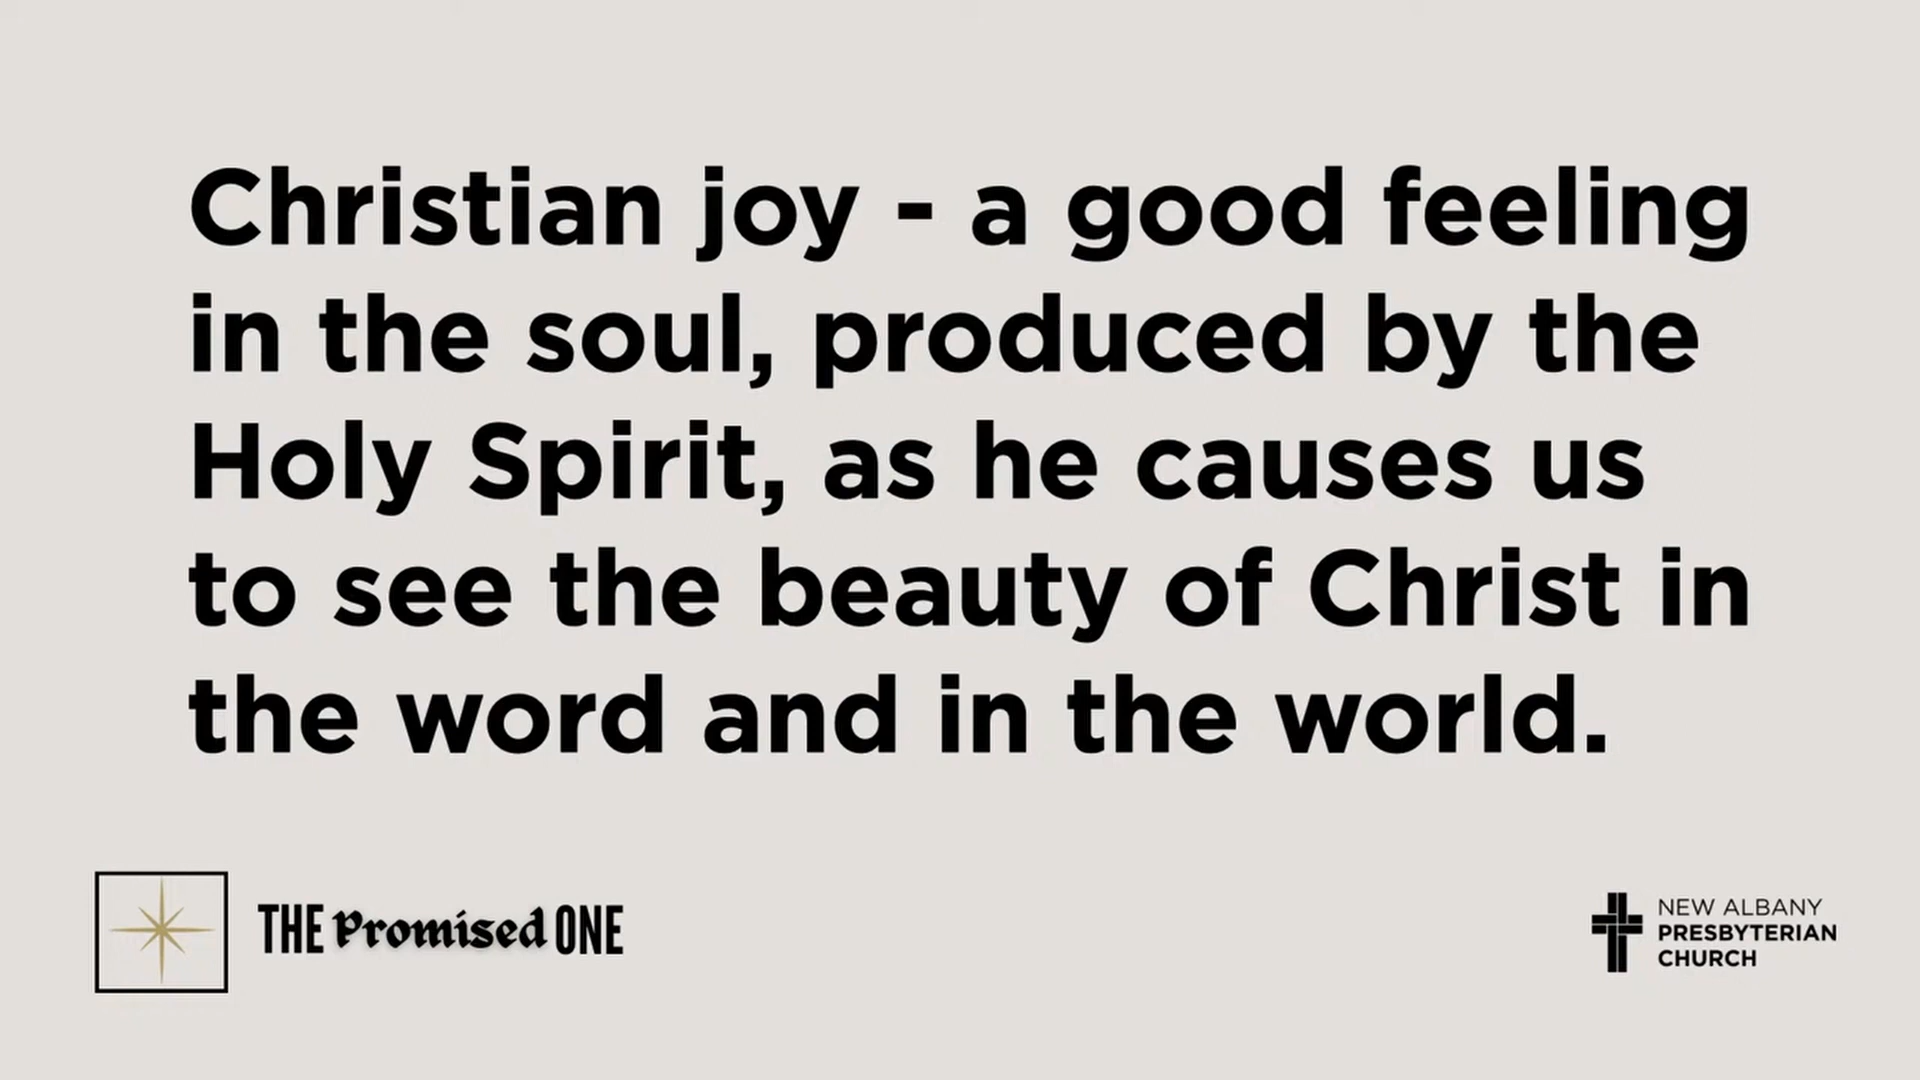 Christian joy - a good feeling
in the soul, produced by the
Holy Spirit, as he causes us
to see the beauty of Christ in
the word and in the world.
THE Promised ONE
NEW ALBANY
PRESBYTERIAN
CHURCH